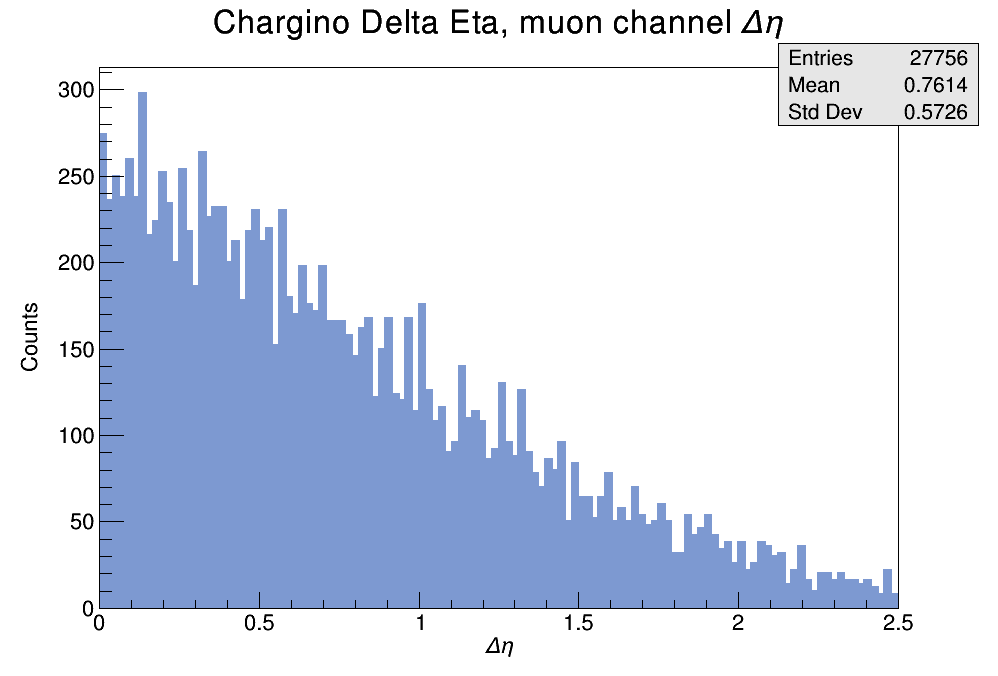 Chargino Delta Eta, muon channel Δη
Entries 27756
Mean 0.7614
Std Dev 0.5726
300
250
200
150
100
50
0
Counts
0 0.5 1 1.5 2 2.5
Δη